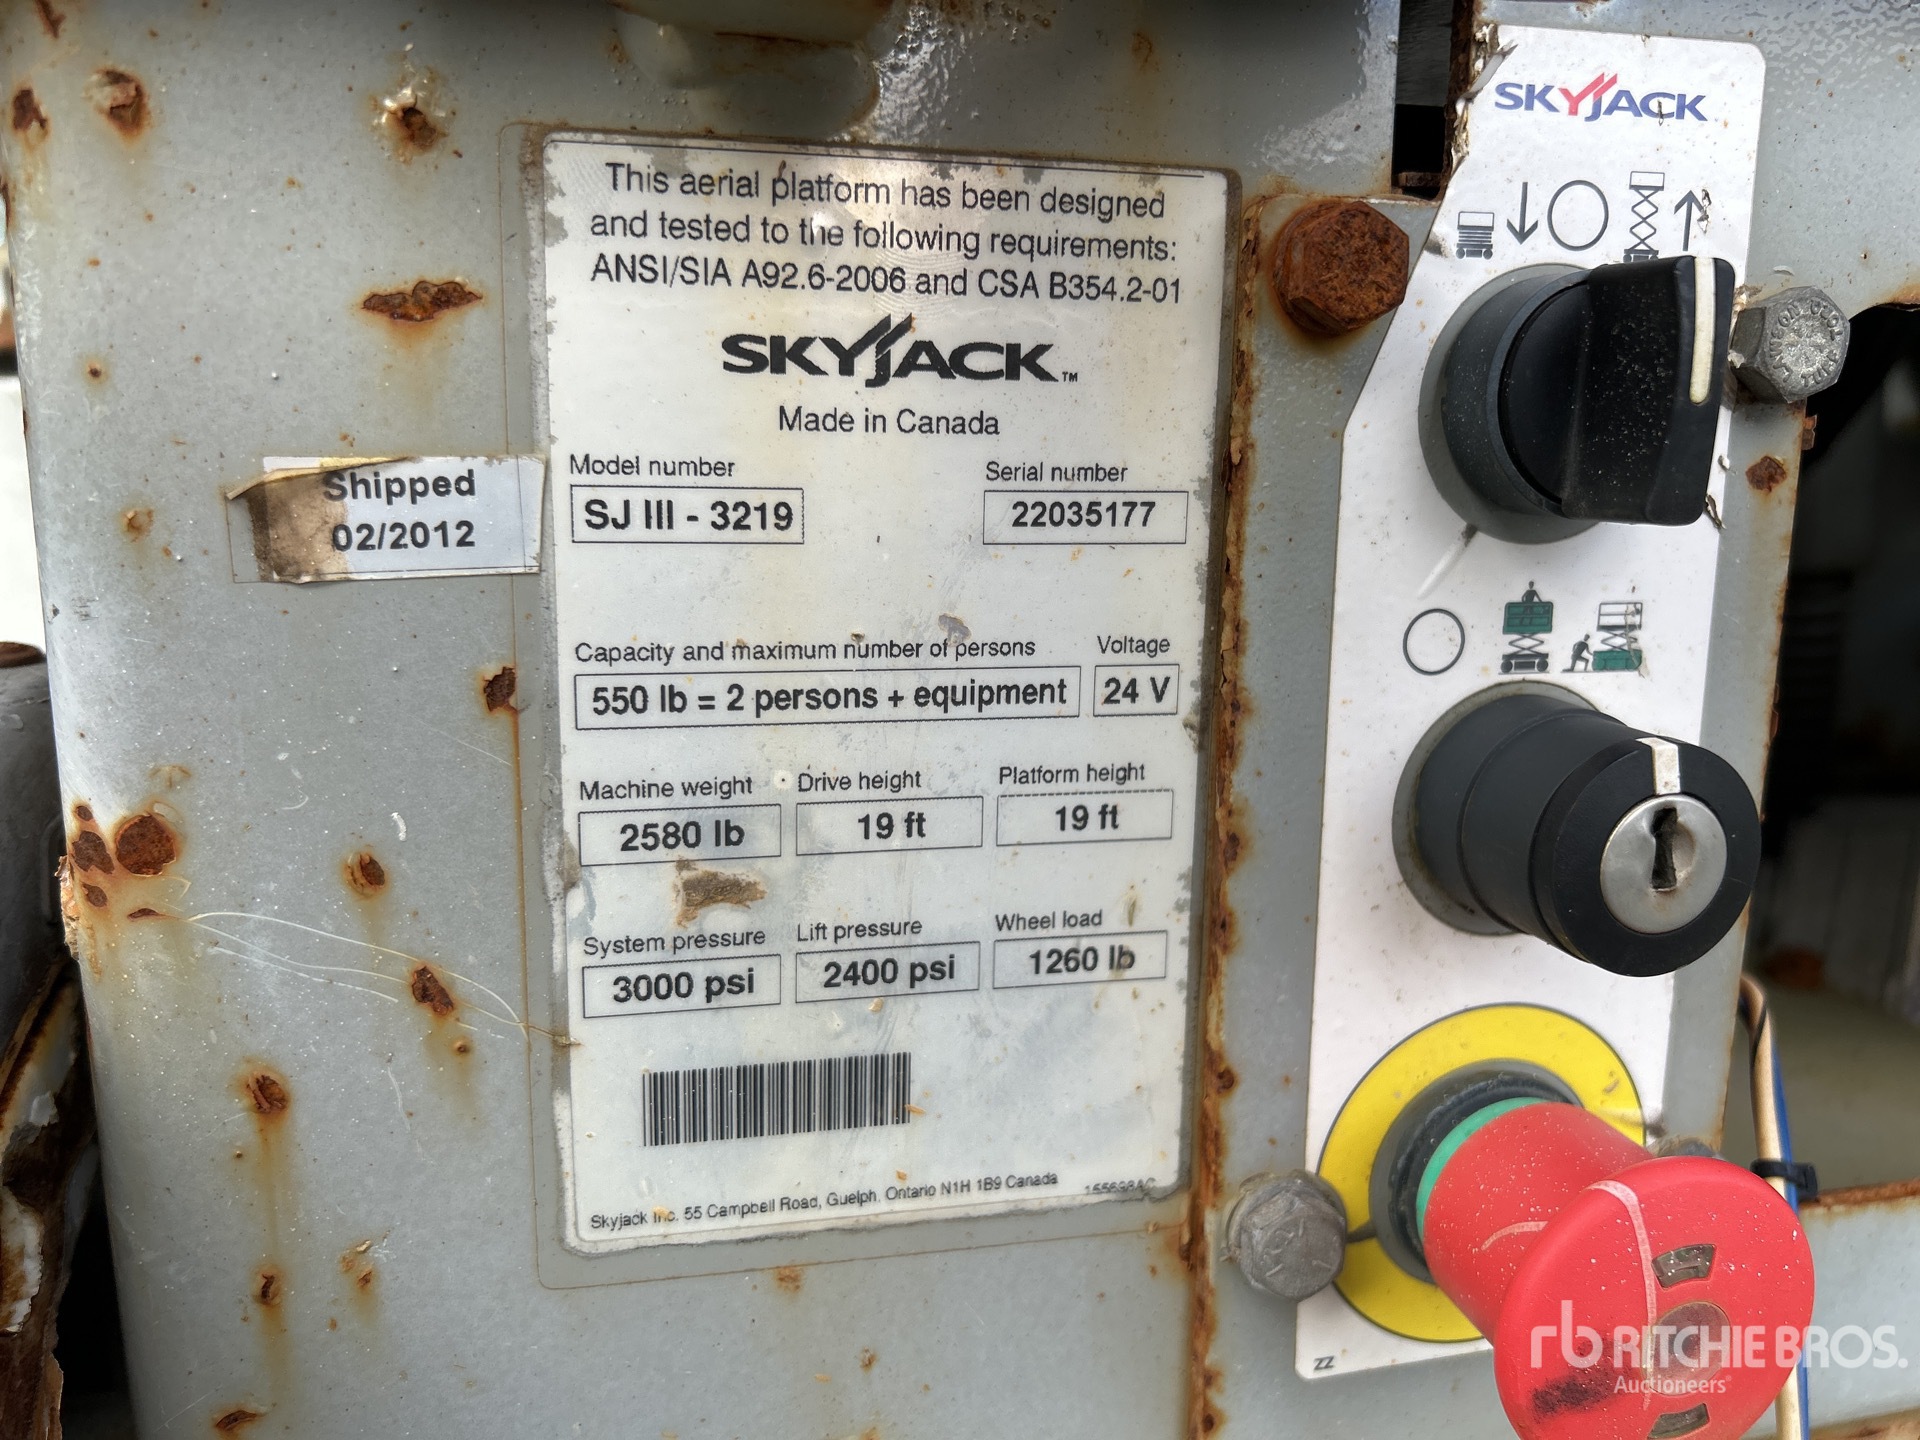 This aerial platform has been designed
and tested to the following requirements:
ANSI/SIA A92.6-2006 and CSA B354.2-01
SKYJACK™
Made in Canada
Model number
SJ III - 3219
Serial number
22035177
Shipped
02/2012
Capacity and maximum number of persons
550 lb = 2 persons + equipment
Voltage
24 V
Machine weight
2580 lb
Drive height
19 ft
Platform height
19 ft
System pressure
3000 psi
Lift pressure
2400 psi
Wheel load
1260 lb
Skyjack Inc. 55 Campbell Road, Guelph, Ontario N1H 1B9 Canada
155698AC
SKYJACK
ZZ
rb RITCHIE BROS.
Auctioneers